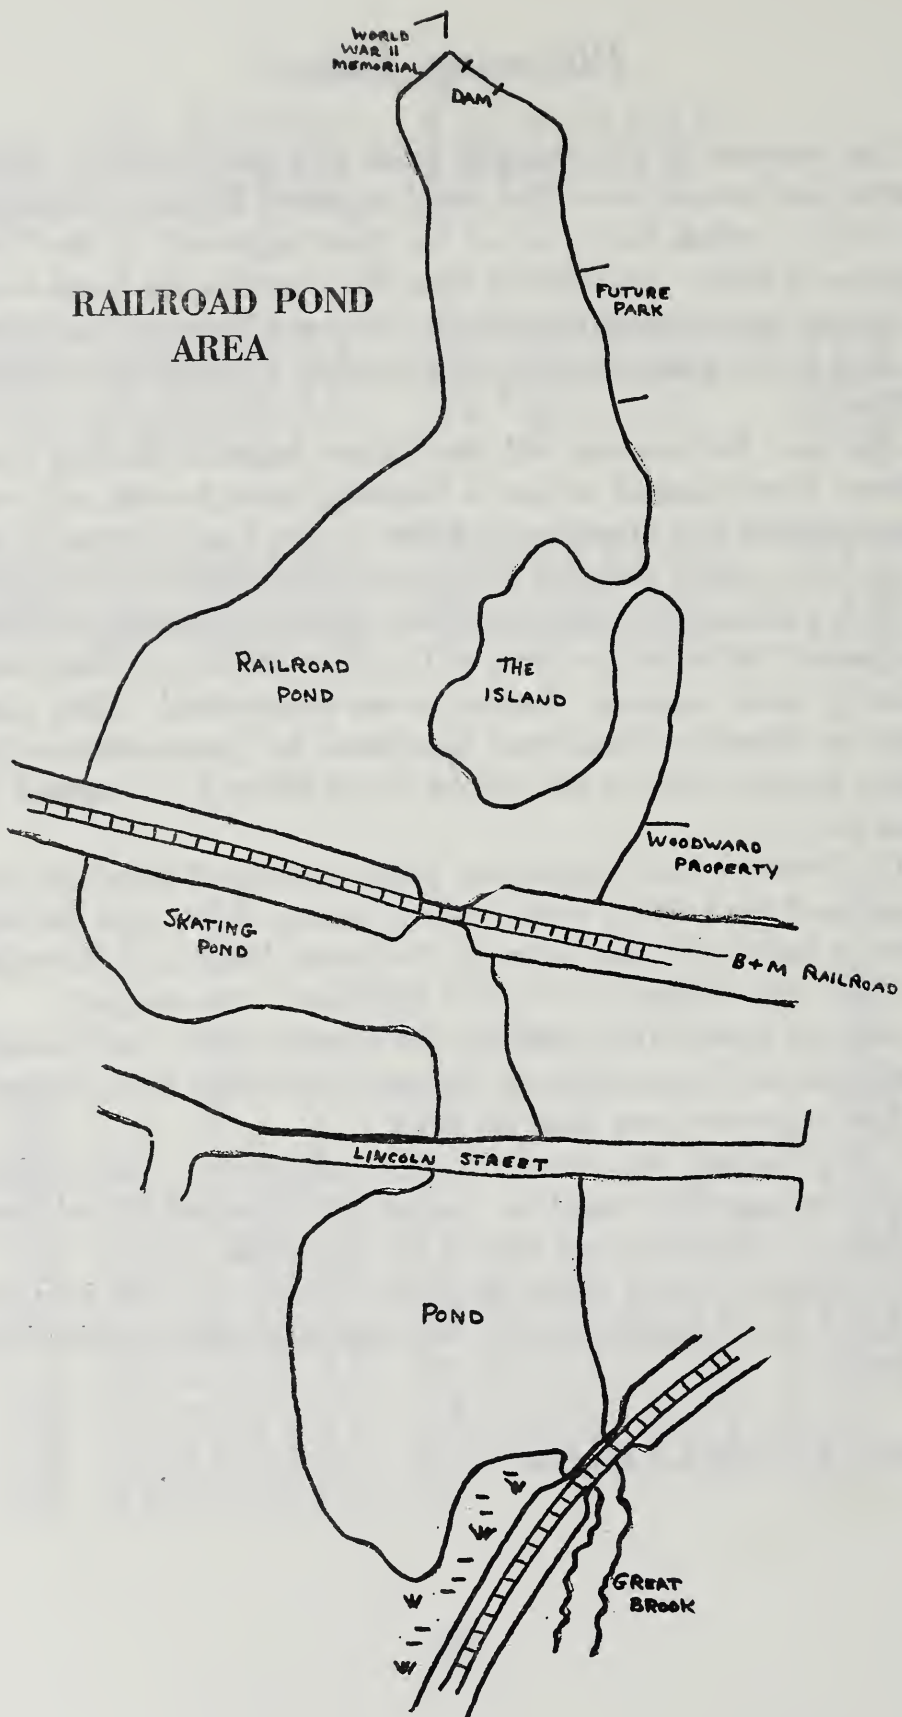 WORLD
WAR II
MEMORIAL
DAM
RAILROAD POND
AREA
FUTURE
PARK
RAILROAD
POND
THE
ISLAND
WOODWARD
PROPERTY
SKATING
POND
B+M RAILROAD
LINCOLN STREET
POND
GREAT
BROOK